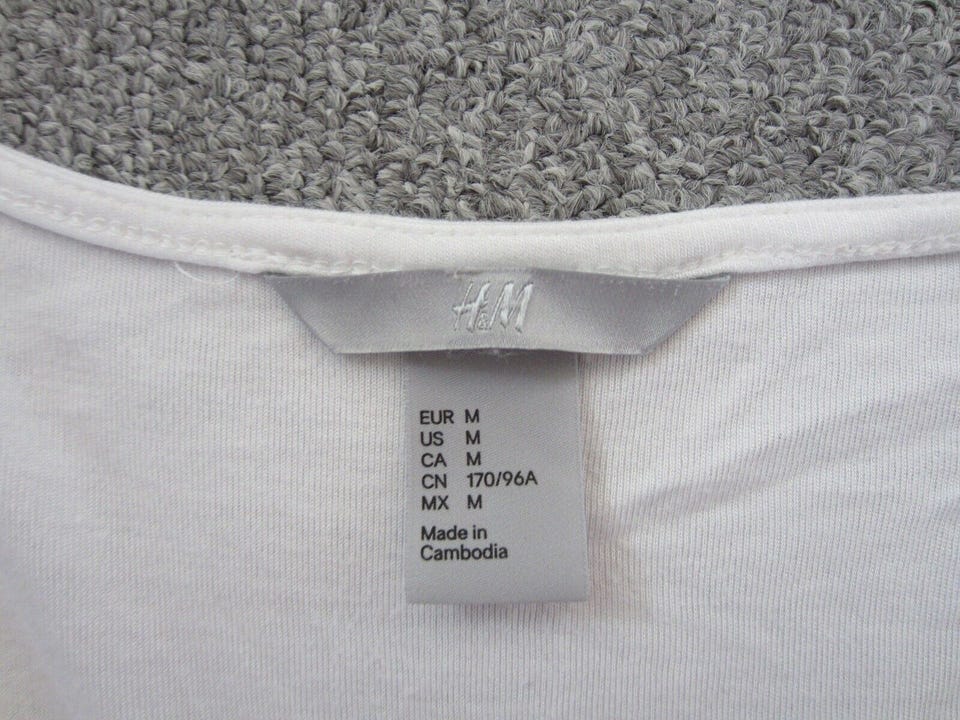 H&M
EUR M
US M
CA M
CN 170/96A
MX M
Made in
Cambodia